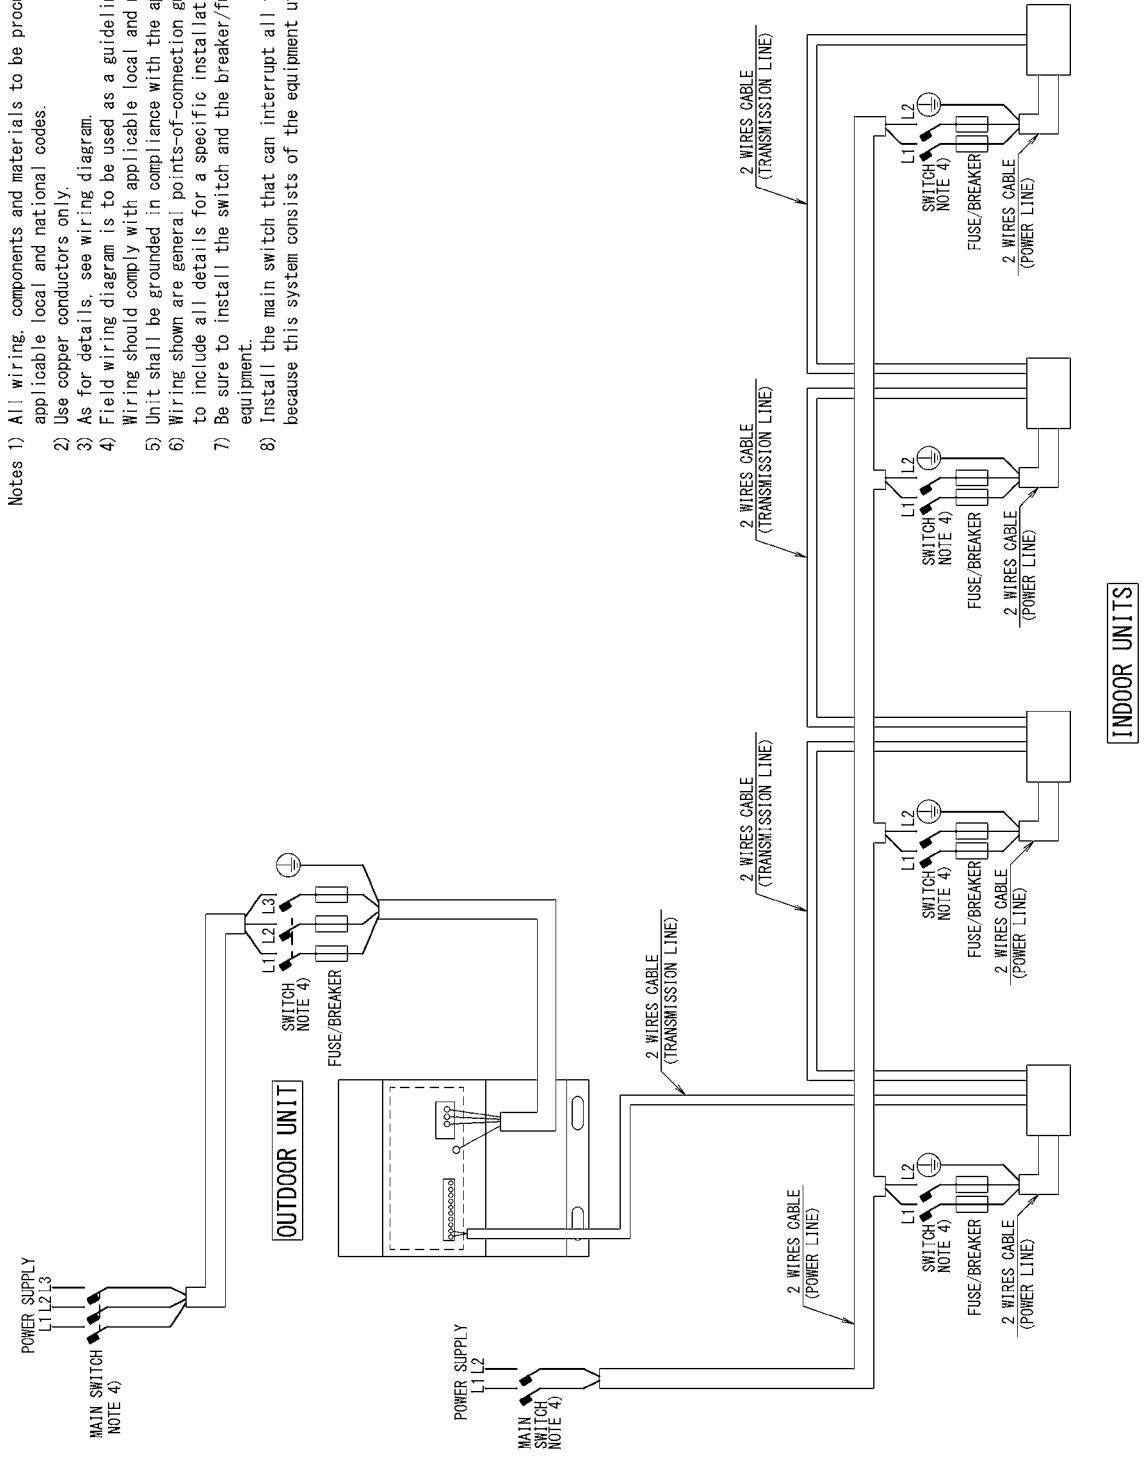 Notes 1) All wiring, components and materials to be procu
applicable local and national codes.
2) Use copper conductors only.
3) As for details, see wiring diagram.
4) Field wiring diagram is to be used as a guidelin
Wiring should comply with applicable local and
5) Unit shall be grounded in compliance with the a
6) Wiring shown are general points-of-connection g
to include all details for a specific installat
7) Be sure to install the switch and the breaker/f
equipment.
8) Install the main switch that can interrupt all
because this system consists of the equipment u
POWER SUPPLY
L1 L2 L3
MAIN SWITCH
NOTE 4)
L1 L2 L3
SWITCH
NOTE 4)
FUSE/BREAKER
OUTDOOR UNIT
POWER SUPPLY
L1 L2
MAIN
SWITCH
NOTE 4)
2 WIRES CABLE
(TRANSMISSION LINE)
2 WIRES CABLE
(POWER LINE)
2 WIRES CABLE
(TRANSMISSION LINE)
2 WIRES CABLE
(TRANSMISSION LINE)
2 WIRES CABLE
(TRANSMISSION LINE)
L1 L2
SWITCH
NOTE 4)
FUSE/BREAKER
2 WIRES CABLE
(POWER LINE)
L1 L2
SWITCH
NOTE 4)
FUSE/BREAKER
2 WIRES CABLE
(POWER LINE)
L1 L2
SWITCH
NOTE 4)
FUSE/BREAKER
2 WIRES CABLE
(POWER LINE)
L1 L2
SWITCH
NOTE 4)
FUSE/BREAKER
2 WIRES CABLE
(POWER LINE)
INDOOR UNITS